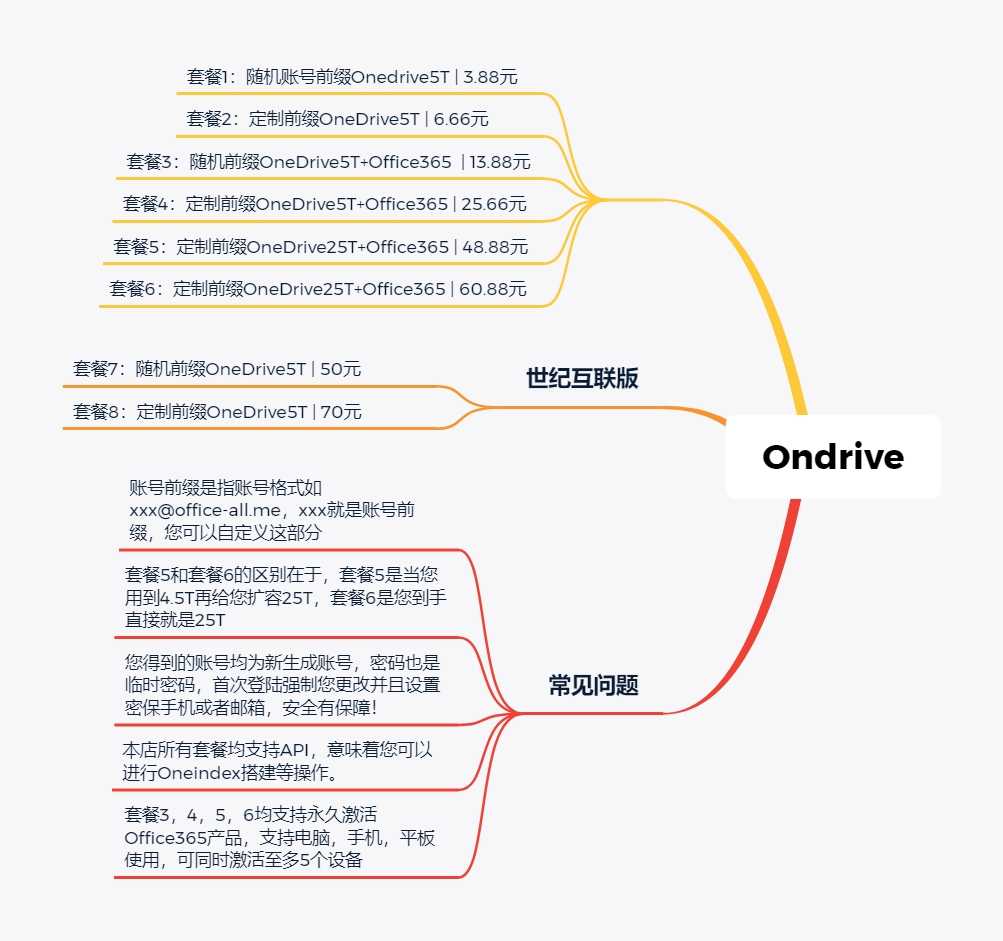 套餐1：随机账号前缀Onedrive5T | 3.88元
套餐2：定制前缀OneDrive5T | 6.66元
套餐3：随机前缀OneDrive5T+Office365 | 13.88元
套餐4：定制前缀OneDrive5T+Office365 | 25.66元
套餐5：定制前缀OneDrive25T+Office365 | 48.88元
套餐6：定制前缀OneDrive25T+Office365 | 60.88元
世纪互联版
套餐7：随机前缀OneDrive5T | 50元
套餐8：定制前缀OneDrive5T | 70元
Ondrive
账号前缀是指账号格式如
xxx@office-all.me，xxx就是账号前
缀，您可以自定义这部分
套餐5和套餐6的区别在于，套餐5是当您
用到4.5T再给您扩容25T，套餐6是您到手
直接就是25T
常见问题
您得到的账号均为新生成账号，密码也是
临时密码，首次登陆强制您更改并且设置
密保手机或者邮箱，安全有保障！
本店所有套餐均支持API，意味着您可以
进行Oneindex搭建等操作。
套餐3，4，5，6均支持永久激活
Office365产品，支持电脑，手机，平板
使用，可同时激活至多5个设备